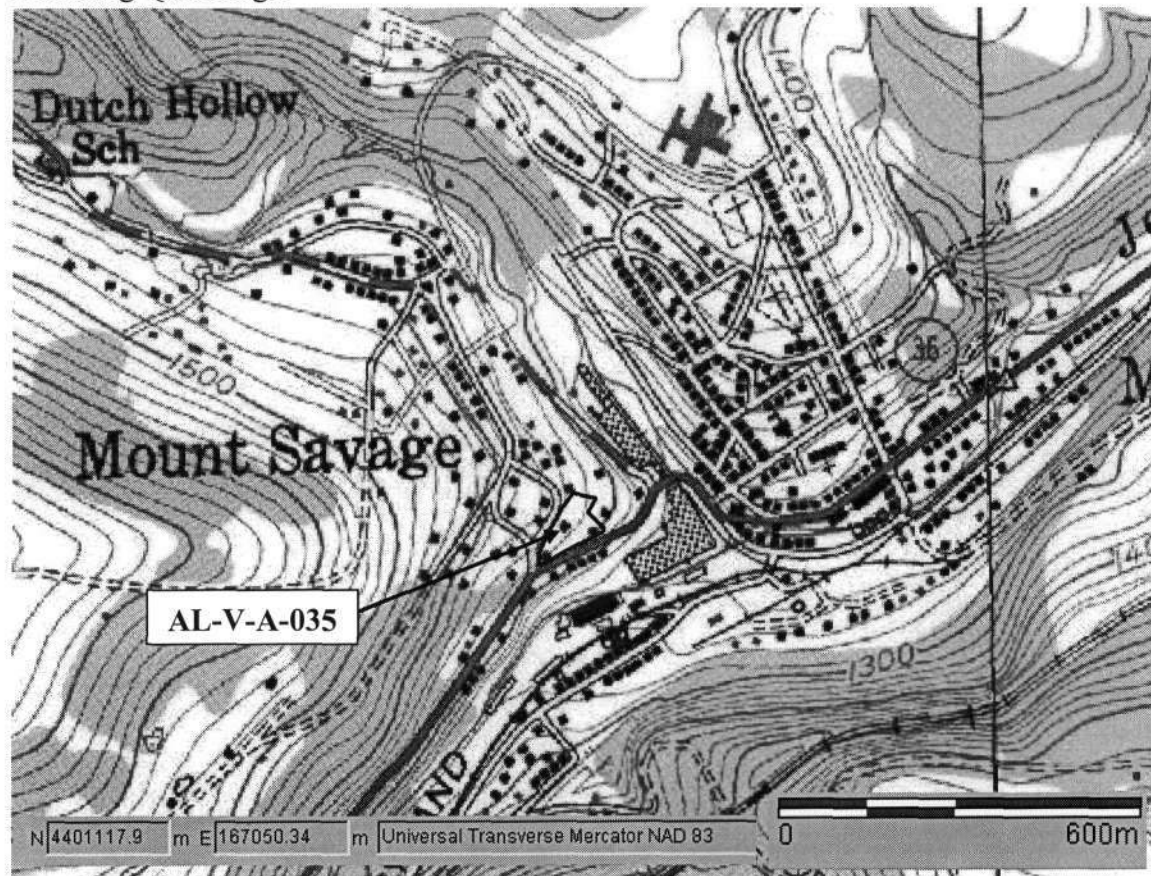 1400
Dutch Hollow
Sch
36
1500
Mount Savage
M
AL-V-A-035
1300
ND
N 4401117.9 m E 167050.34 m Universal Transverse Mercator NAD 83
0 600m